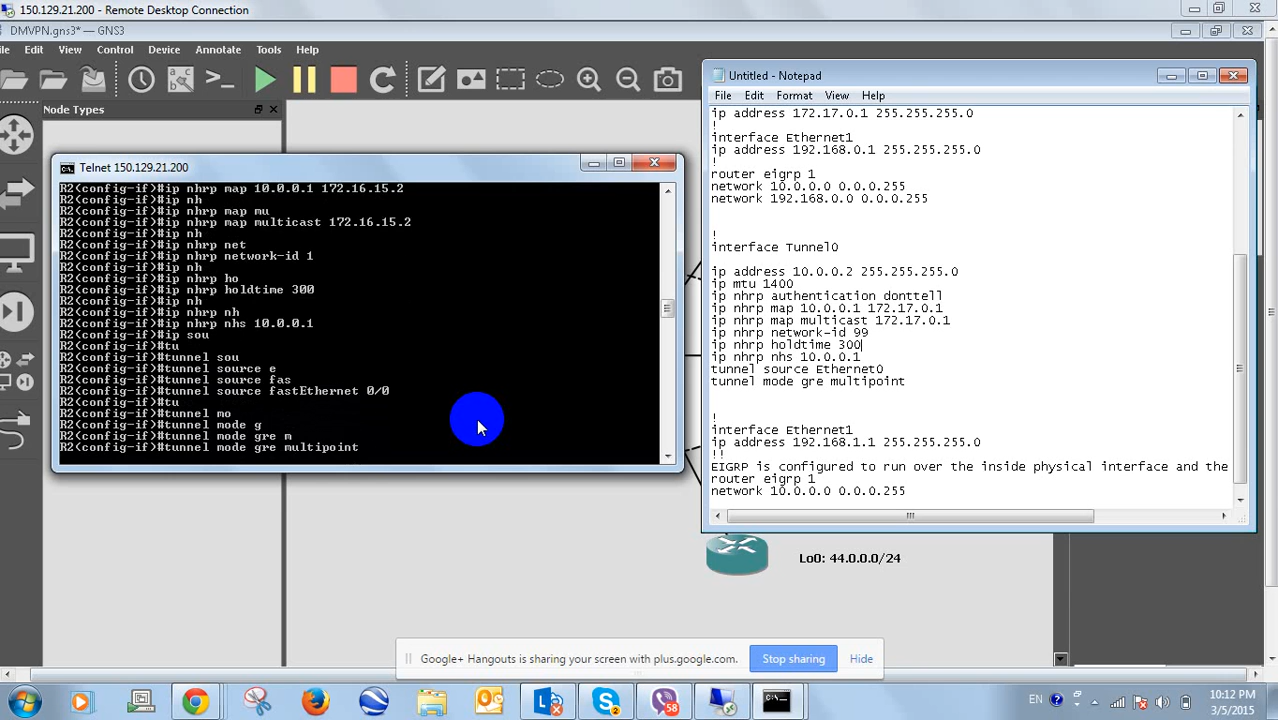 150.129.21.200 - Remote Desktop Connection
DMVPN.gns3* — GNS3
ile Edit View Control Device Annotate Tools Help
Node Types
Telnet 150.129.21.200
R2(config-if)#ip nhrp map 10.0.0.1 172.16.15.2
R2(config-if)#ip nh
R2(config-if)#ip nhrp map mu
R2(config-if)#ip nhrp map multicast 172.16.15.2
R2(config-if)#ip nh
R2(config-if)#ip nhrp net
R2(config-if)#ip nhrp network-id 1
R2(config-if)#ip nh
R2(config-if)#ip nhrp ho
R2(config-if)#ip nhrp holdtime 300
R2(config-if)#ip nh
R2(config-if)#ip nhrp nh
R2(config-if)#ip nhrp nhs 10.0.0.1
R2(config-if)#ip sou
R2(config-if)#tu
R2(config-if)#tunnel sou
R2(config-if)#tunnel source e
R2(config-if)#tunnel source fas
R2(config-if)#tunnel source fastEthernet 0/0
R2(config-if)#tu
R2(config-if)#tunnel mo
R2(config-if)#tunnel mode g
R2(config-if)#tunnel mode gre m
R2(config-if)#tunnel mode gre multipoint
Untitled - Notepad
File Edit Format View Help
ip address 172.17.0.1 255.255.255.0
!
interface Ethernet1
ip address 192.168.0.1 255.255.255.0
!
router eigrp 1
network 10.0.0.0 0.0.0.255
network 192.168.0.0 0.0.0.255
!
interface Tunnel0
ip address 10.0.0.2 255.255.255.0
ip mtu 1400
ip nhrp authentication donttell
ip nhrp map 10.0.0.1 172.17.0.1
ip nhrp map multicast 172.17.0.1
ip nhrp network-id 99
ip nhrp holdtime 300
ip nhrp nhs 10.0.0.1
tunnel source Ethernet0
tunnel mode gre multipoint
!
interface Ethernet1
ip address 192.168.1.1 255.255.255.0
!!
EIGRP is configured to run over the inside physical interface and the
router eigrp 1
network 10.0.0.0 0.0.0.255
Lo0: 44.0.0.0/24
Google+ Hangouts is sharing your screen with plus.google.com. Stop sharing Hide
EN
10:12 PM
3/5/2015
2
58